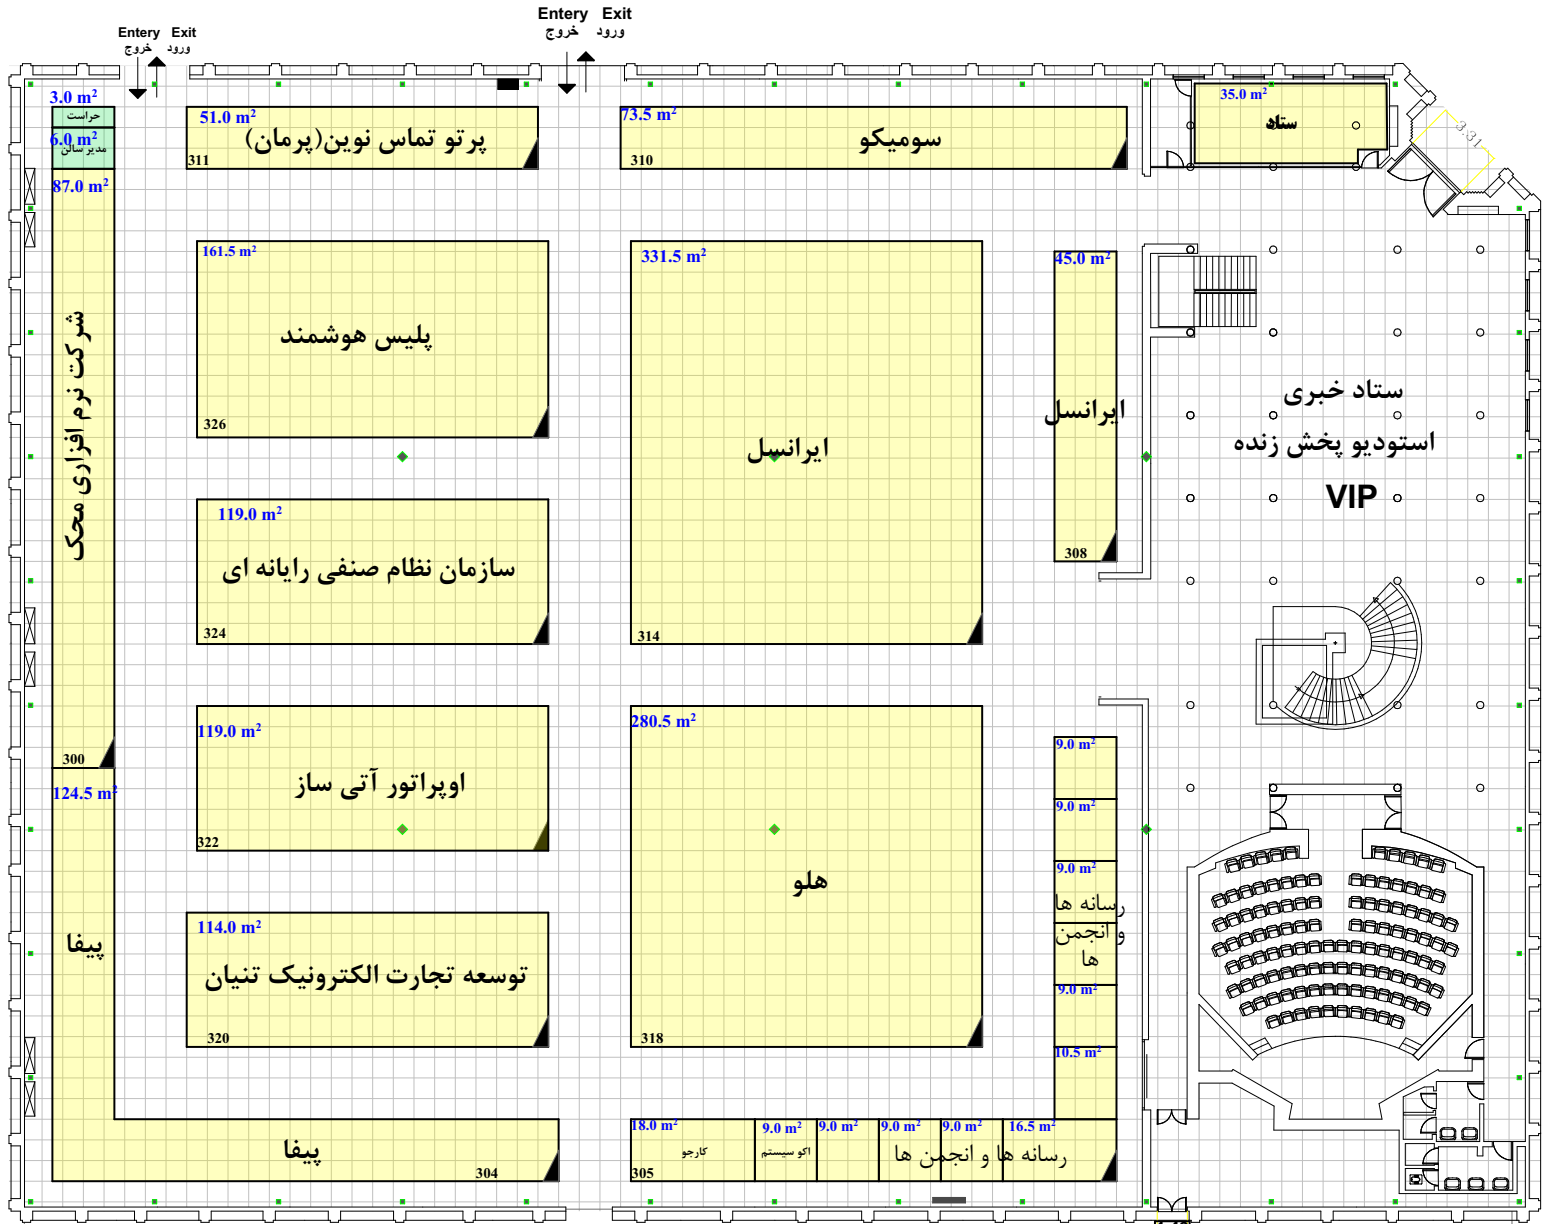 Entery Exit
خروج ورود
Entery Exit
خروج ورود
3.0 m²
حراست
6.0 m²
مدیر سالن
51.0 m²
پرتو تماس نوین(پرمان)
311
73.5 m²
سومیکو
310
35.0 m²
ستاد
3.31
87.0 m²
شرکت نرم افزاری محک
300
161.5 m²
پلیس هوشمند
326
331.5 m²
ایرانسل
314
45.0 m²
ایرانسل
308
ستاد خبری
استودیو پخش زنده
VIP
119.0 m²
سازمان نظام صنفی رایانه ای
324
119.0 m²
اوپراتور آتی ساز
322
280.5 m²
هلو
318
9.0 m²
9.0 m²
9.0 m²
رسانه ها
و انجمن
ها
9.0 m²
10.5 m²
124.5 m²
پیفا
114.0 m²
توسعه تجارت الکترونیک تنیان
320
پیفا
304
18.0 m²
کارجو
305
9.0 m²
اکو سیستم
9.0 m²
9.0 m²
9.0 m²
16.5 m²
رسانه ها و انجمن ها